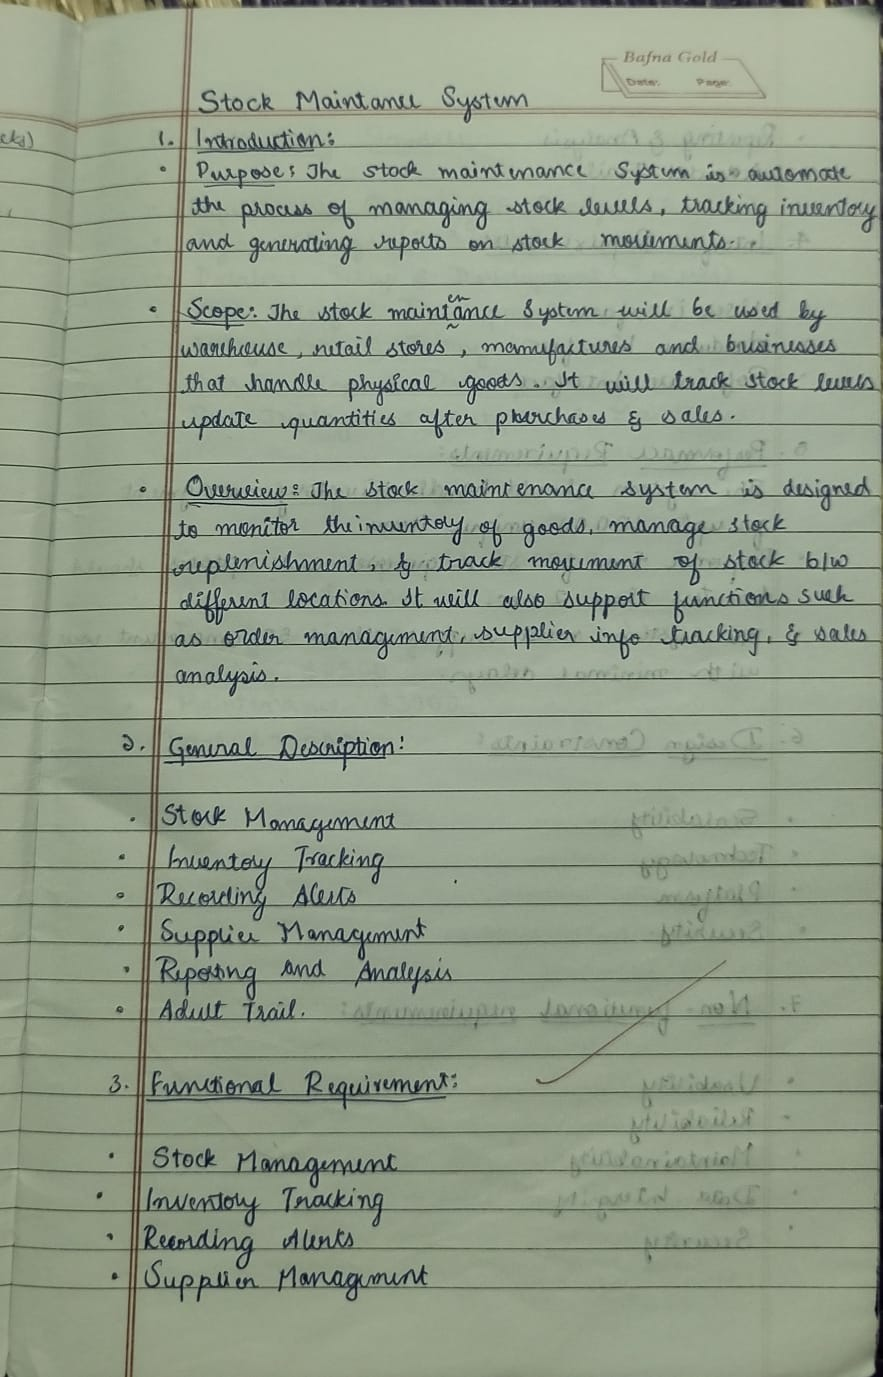 Bafna Gold
Date: Page:
Stock Maintance System
1. Introduction:
• Purpose: The stock maintenance System is automate
the process of managing stock levels, tracking inventory
and generating reports on stock movements.
• Scope: The stock maintenance System will be used by
warehouse, retail stores, manufactures and businesses
that handle physical goods. It will track stock levels
update quantities after purchases & sales.
• Overview: The stock maintenance system is designed
to monitor the inventory of goods, manage stock
replenishment, & track movement of stock b/w
different locations. It will also support functions such
as order management, supplier info tracking, & sales
analysis.
2. General Description:
• Stock Management
• Inventory Tracking
• Recording Alerts
• Supplier Management
• Reporting and Analysis
• Adult Trail.
3. Functional Requirement:
• Stock Management
• Inventory Tracking
• Recording Alerts
• Supplier Management